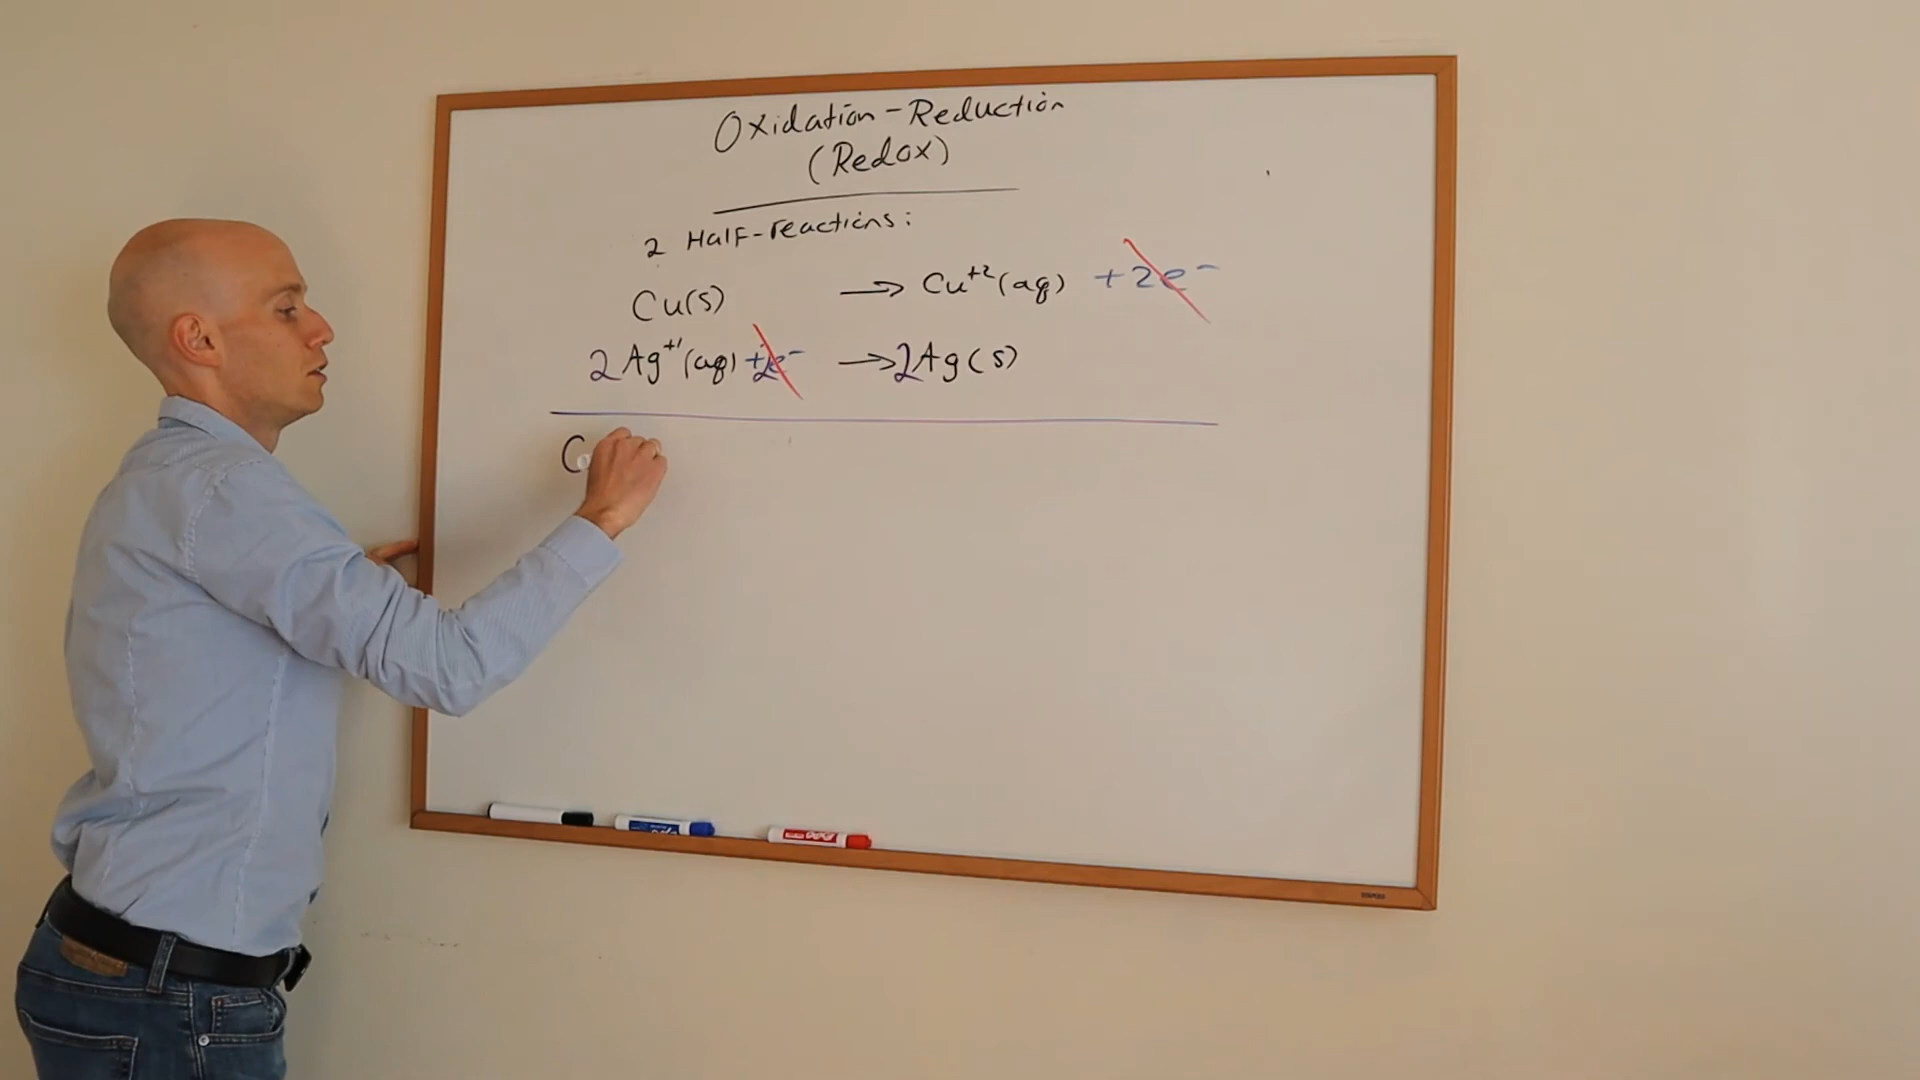 Oxidation-Reduction
(Redox)
2 Half-reactions:
Cu(s) → Cu⁺²(aq) +2e⁻
2Ag⁺¹(aq) +2e⁻ → 2Ag(s)
C